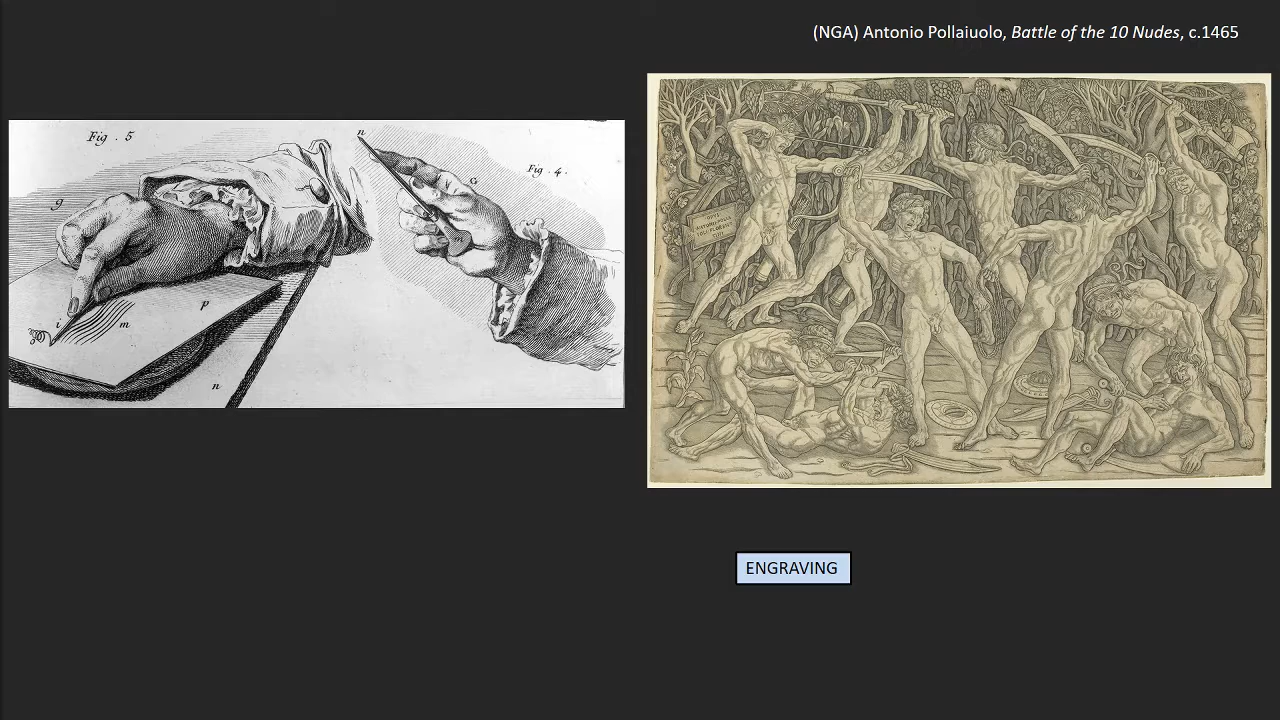 (NGA) Antonio Pollaiuolo, Battle of the 10 Nudes, c.1465
Fig. 5
n
Fig. 4.
G
g
p
i
m
n
ENGRAVING